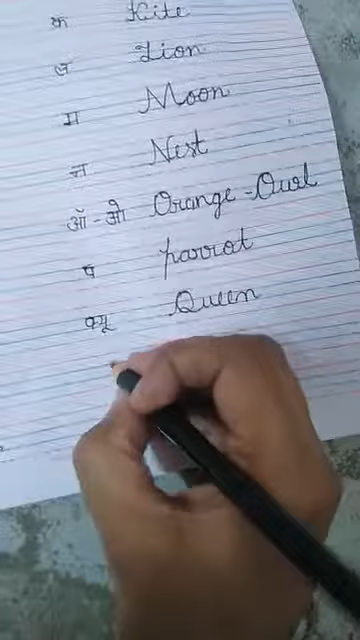 क Kite
ल Lion
म Moon
न Nest
ऑ - ओ Orange - Owl
प parrot
क्यू Queen